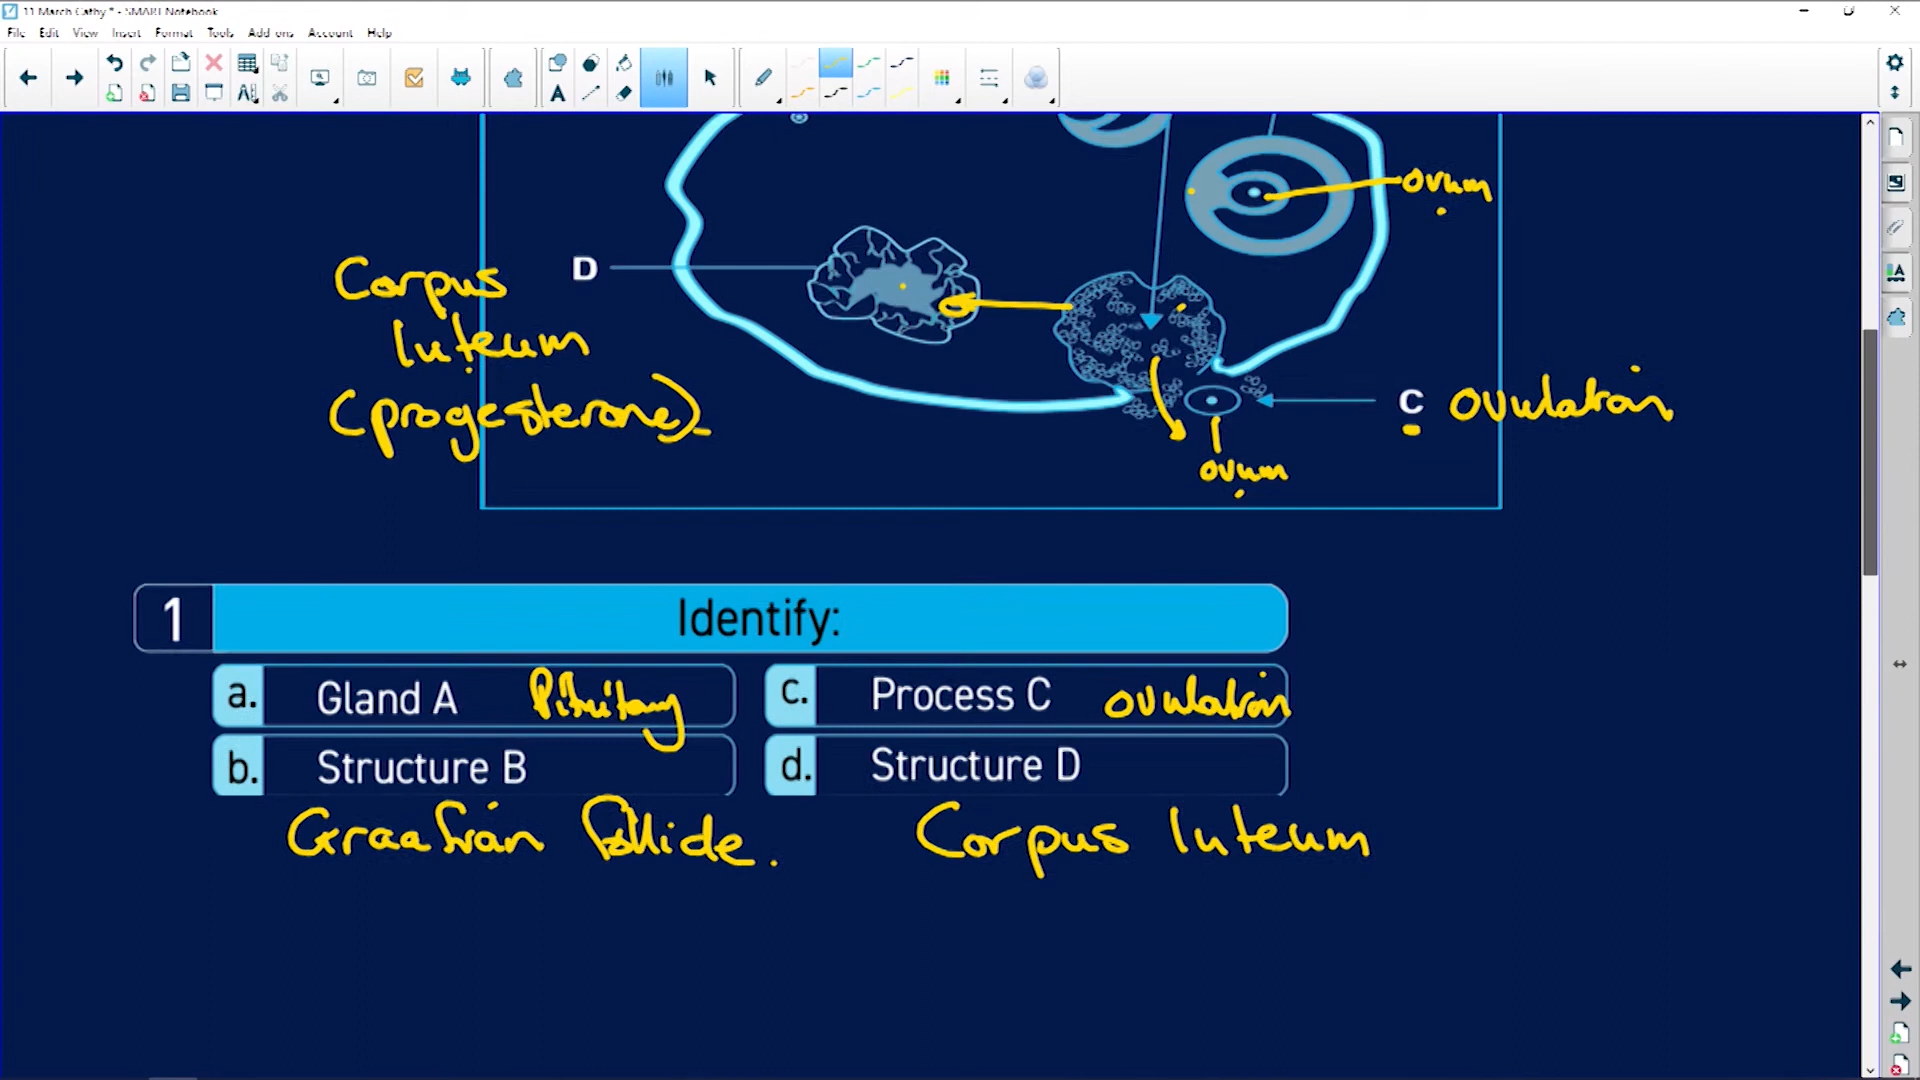 11 March Cathy * - SMART Notebook
File Edit View Insert Format Tools Add-ons Account Help
ovum
D
Corpus
luteum
(progesterone)
C ovulation
ovum
1 Identify:
a. Gland A Pituitary
c. Process C ovulation
b. Structure B
d. Structure D
Graafian follicle.
Corpus luteum